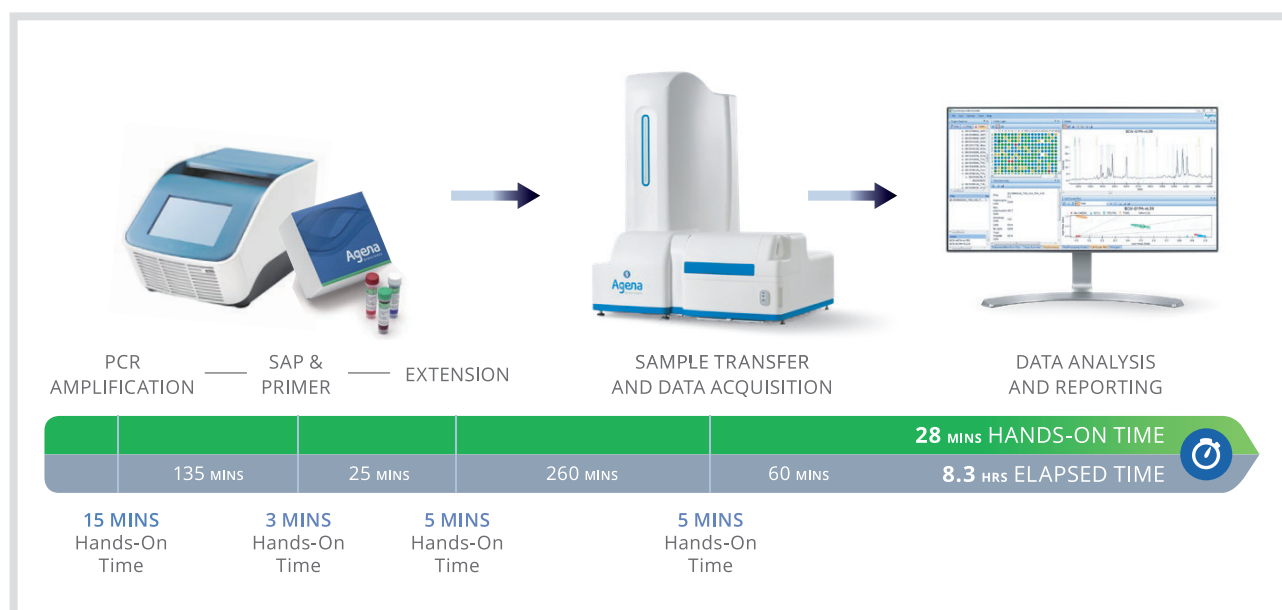 Agena
Agena
PCR
AMPLIFICATION
SAP &
PRIMER
EXTENSION
SAMPLE TRANSFER
AND DATA ACQUISITION
DATA ANALYSIS
AND REPORTING
28 MINS HANDS-ON TIME
135 MINS
25 MINS
260 MINS
60 MINS
8.3 HRS ELAPSED TIME
15 MINS
Hands-On
Time
3 MINS
Hands-On
Time
5 MINS
Hands-On
Time
5 MINS
Hands-On
Time